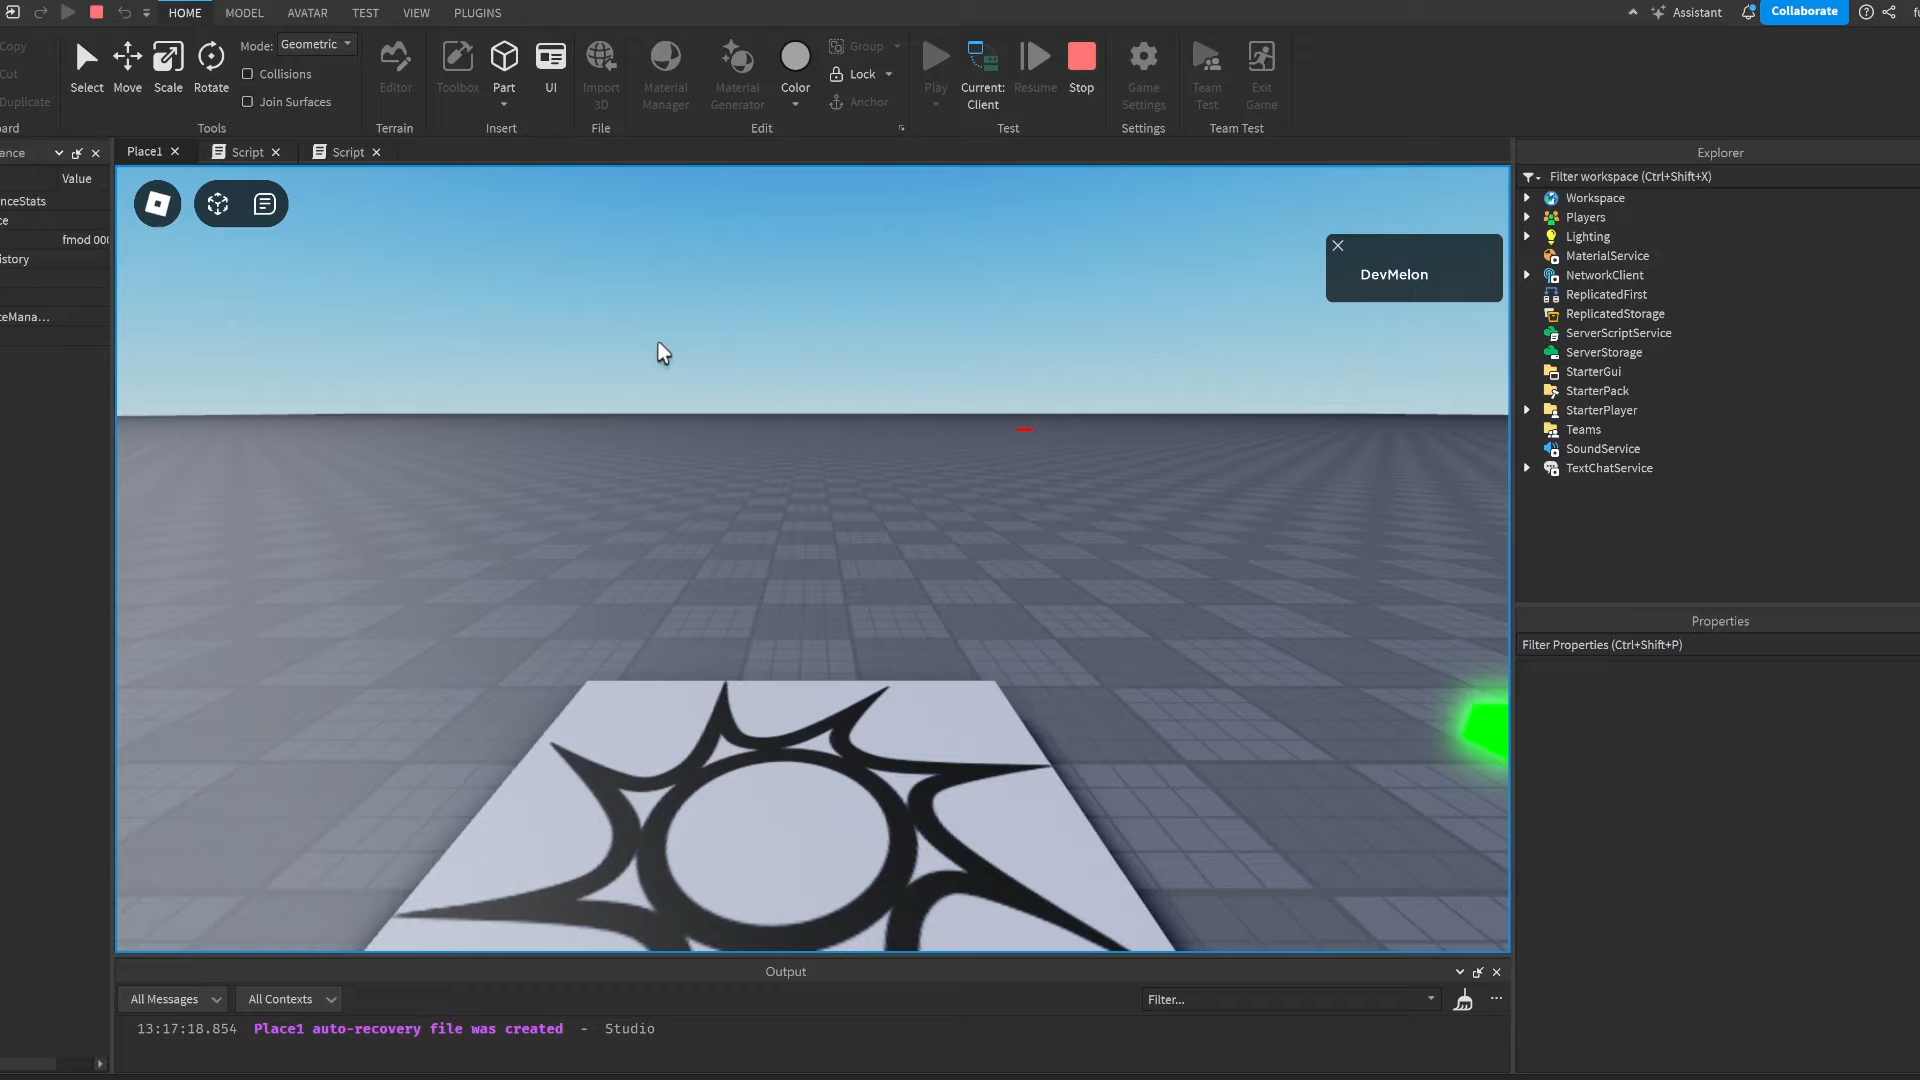 HOME MODEL AVATAR TEST VIEW PLUGINS
Assistant Collaborate
Copy
Cut
Duplicate
Select Move Scale Rotate
Mode: Geometric
Collisions
Join Surfaces
Editor Toolbox Part UI
Import 3D
Material Manager
Material Generator
Color
Group
Lock
Anchor
Play
Current: Client
Resume Stop
Game Settings
Team Test
Exit Game
Tools Terrain Insert File Edit Test Settings Team Test
Place1 Script Script
Value
fmod 000
DevMelon
Explorer
Filter workspace (Ctrl+Shift+X)
Workspace
Players
Lighting
MaterialService
NetworkClient
ReplicatedFirst
ReplicatedStorage
ServerScriptService
ServerStorage
StarterGui
StarterPack
StarterPlayer
Teams
SoundService
TextChatService
Properties
Filter Properties (Ctrl+Shift+P)
Output
All Messages All Contexts Filter...
13:17:18.854 Place1 auto-recovery file was created - Studio